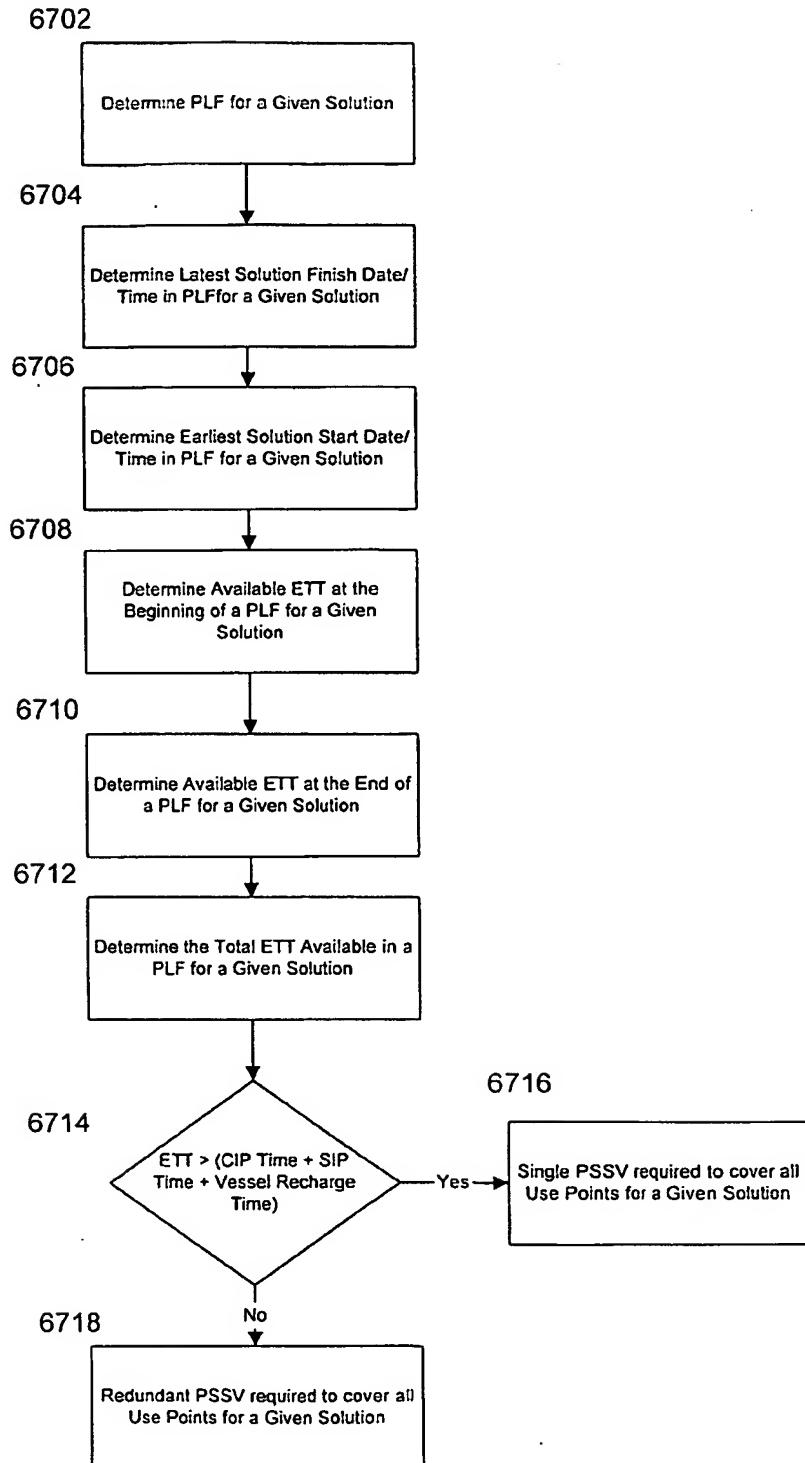 6702
Determine PLF for a Given Solution
6704
Determine Latest Solution Finish Date/
Time in PLFfor a Given Solution
6706
Determine Earliest Solution Start Date/
Time in PLF for a Given Solution
6708
Determine Available ETT at the
Beginning of a PLF for a Given
Solution
6710
Determine Available ETT at the End of
a PLF for a Given Solution
6712
Determine the Total ETT Available in a
PLF for a Given Solution
6714
ETT > (CIP Time + SIP
Time + Vessel Recharge
Time)
Yes
6716
Single PSSV required to cover all
Use Points for a Given Solution
No
6718
Redundant PSSV required to cover all
Use Points for a Given Solution